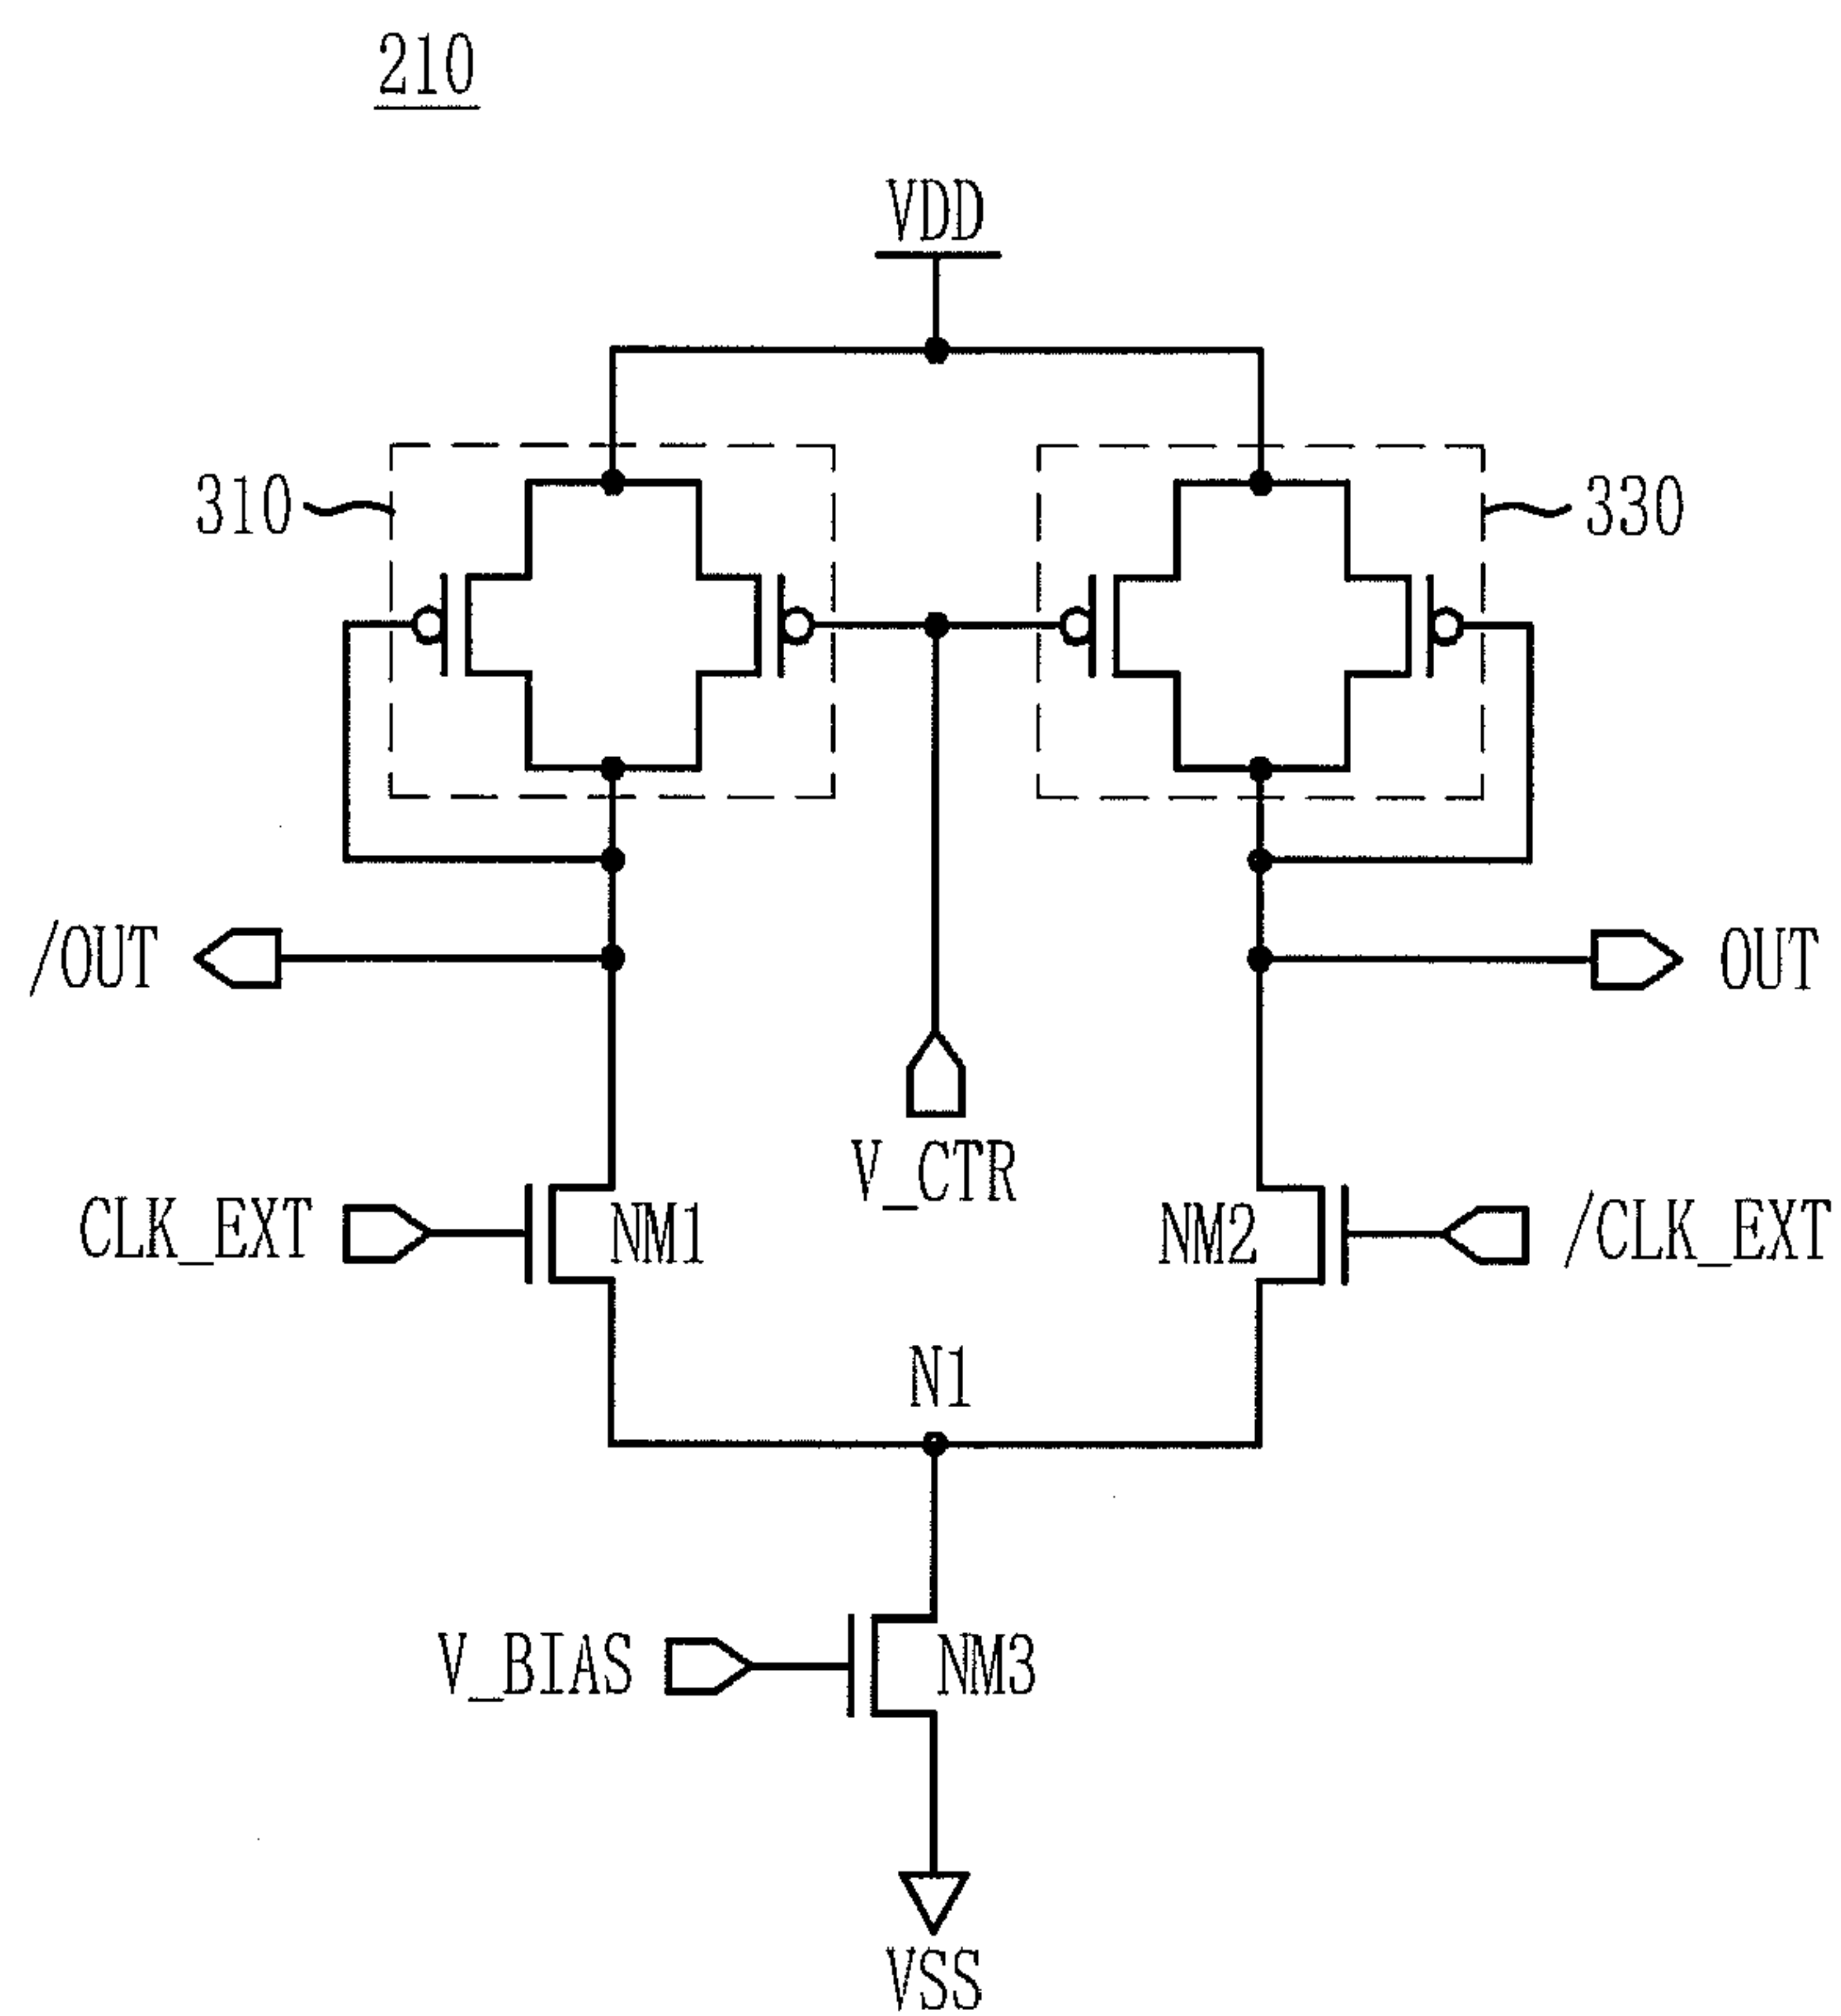 210
VDD
310
330
/OUT
OUT
V_CTR
CLK_EXT
NM1
NM2
/CLK_EXT
N1
V_BIAS
NM3
VSS